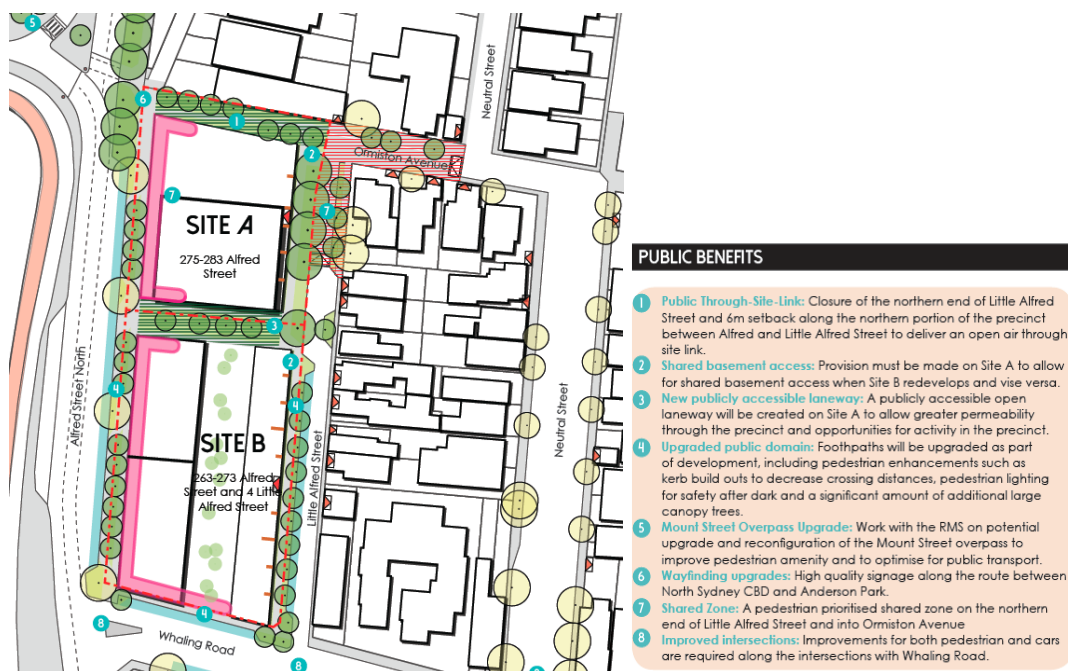 5
6
1
2
Neutral Street
Ormiston Avenue
7
7
SITE A
275-283 Alfred
Street
3
2
Alfred Street North
4
4
SITE B
263-273 Alfred
Street and 4 Little
Alfred Street
Little Alfred Street
Neutral Street
4
8
Whaling Road
8
8
PUBLIC BENEFITS
1 Public Through-Site-Link: Closure of the northern end of Little Alfred
Street and 6m setback along the northern portion of the precinct
between Alfred and Little Alfred Street to deliver an open air through
site link.
2 Shared basement access: Provision must be made on Site A to allow
for shared basement access when Site B redevelops and vise versa.
3 New publicly accessible laneway: A publicly accessible open
laneway will be created on Site A to allow greater permeability
through the precinct and opportunities for activity in the precinct.
4 Upgraded public domain: Foothpaths will be upgraded as part
of development, including pedestrian enhancements such as
kerb build outs to decrease crossing distances, pedestrian lighting
for safety after dark and a significant amount of additional large
canopy trees.
5 Mount Street Overpass Upgrade: Work with the RMS on potential
upgrade and reconfiguration of the Mount Street overpass to
improve pedestrian amenity and to optimise for public transport.
6 Wayfinding upgrades: High quality signage along the route between
North Sydney CBD and Anderson Park.
7 Shared Zone: A pedestrian prioritised shared zone on the northern
end of Little Alfred Street and into Ormiston Avenue
8 Improved intersections: Improvements for both pedestrian and cars
are required along the intersections with Whaling Road.